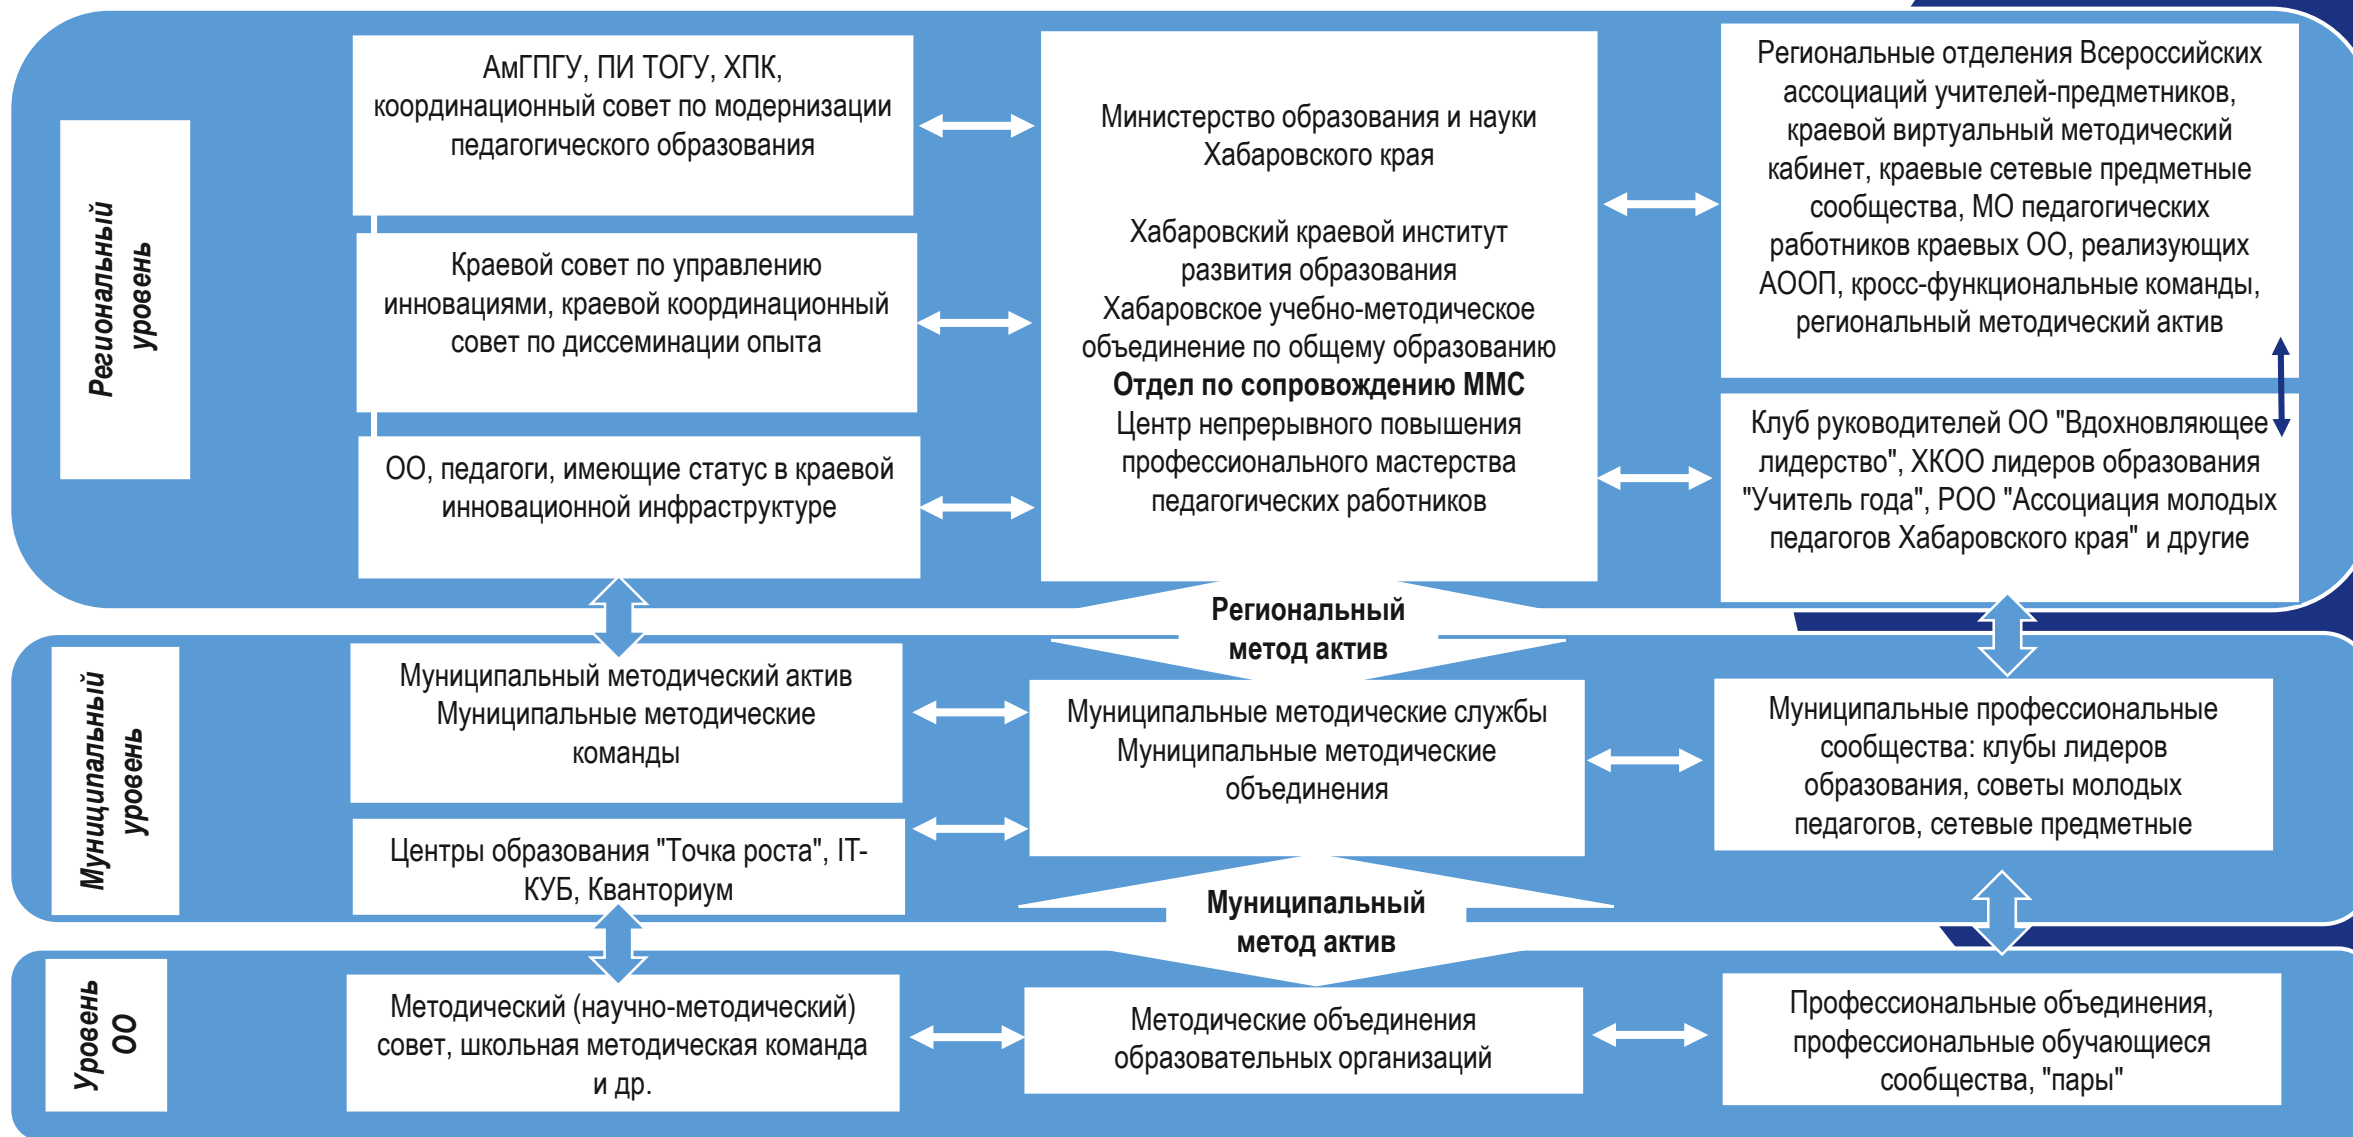 Региональный
уровень
АмГПГУ, ПИ ТОГУ, ХПК,
координационный совет по модернизации
педагогического образования
Краевой совет по управлению
инновациями, краевой координационный
совет по диссеминации опыта
ОО, педагоги, имеющие статус в краевой
инновационной инфраструктуре
Министерство образования и науки
Хабаровского края
Хабаровский краевой институт
развития образования
Хабаровское учебно-методическое
объединение по общему образованию
Отдел по сопровождению ММС
Центр непрерывного повышения
профессионального мастерства
педагогических работников
Региональные отделения Всероссийских
ассоциаций учителей-предметников,
краевой виртуальный методический
кабинет, краевые сетевые предметные
сообщества, МО педагогических
работников краевых ОО, реализующих
АООП, кросс-функциональные команды,
региональный методический актив
Клуб руководителей ОО "Вдохновляющее
лидерство", ХКОО лидеров образования
"Учитель года", РОО "Ассоциация молодых
педагогов Хабаровского края" и другие
Региональный
метод актив
Муниципальный
уровень
Муниципальный методический актив
Муниципальные методические
команды
Центры образования "Точка роста", IT-
КУБ, Кванториум
Муниципальные методические службы
Муниципальные методические
объединения
Муниципальные профессиональные
сообщества: клубы лидеров
образования, советы молодых
педагогов, сетевые предметные
Муниципальный
метод актив
Уровень
ОО
Методический (научно-методический)
совет, школьная методическая команда
и др.
Методические объединения
образовательных организаций
Профессиональные объединения,
профессиональные обучающиеся
сообщества, "пары"